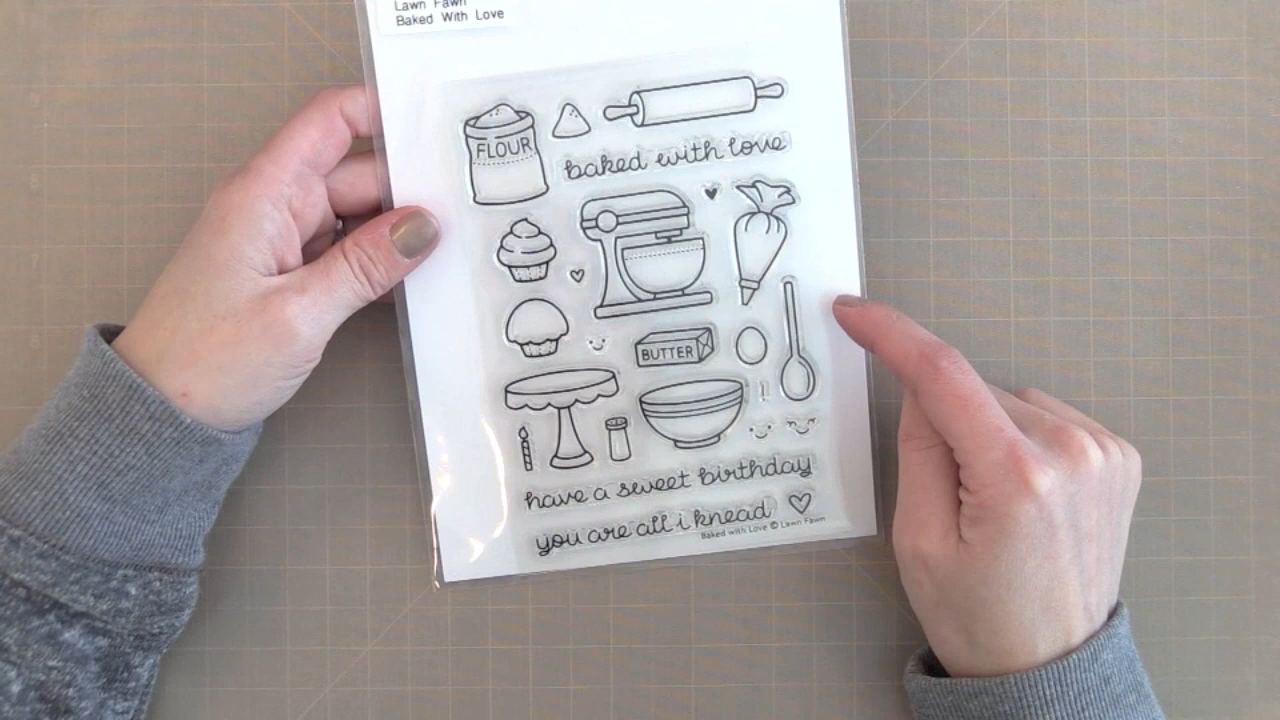 Lawn Fawn
Baked With Love
FLOUR
baked with love
BUTTER
have a sweet birthday
you are all i knead
Baked with Love © Lawn Fawn